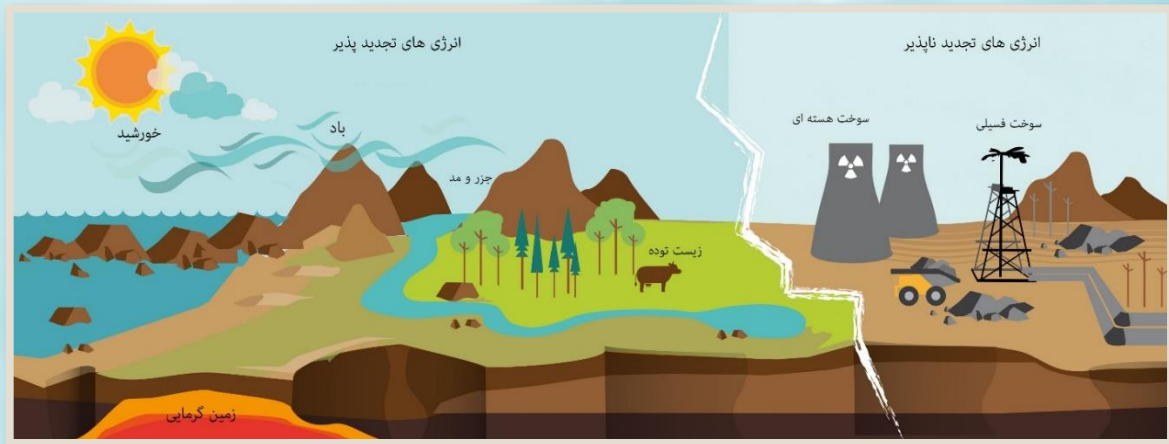 انرژی های تجدید ناپذیر
انرژی های تجدید پذیر
سوخت فسیلی
سوخت هسته ای
باد
خورشید
جزر و مد
زیست توده
زمین گرمایی